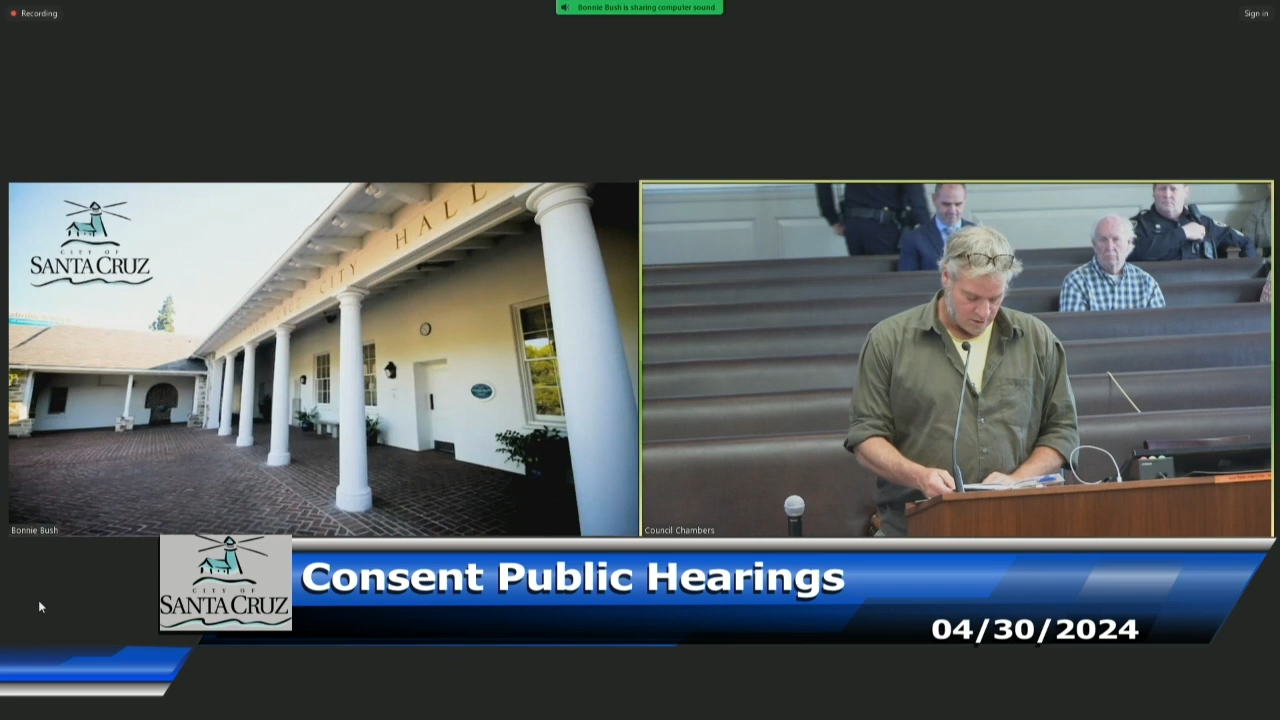 Recording
Bonnie Bush is sharing computer sound
Sign in
CITY OF
SANTA CRUZ
CITY HALL
Bonnie Bush
Council Chambers
CITY OF
SANTA CRUZ
Consent Public Hearings
04/30/2024